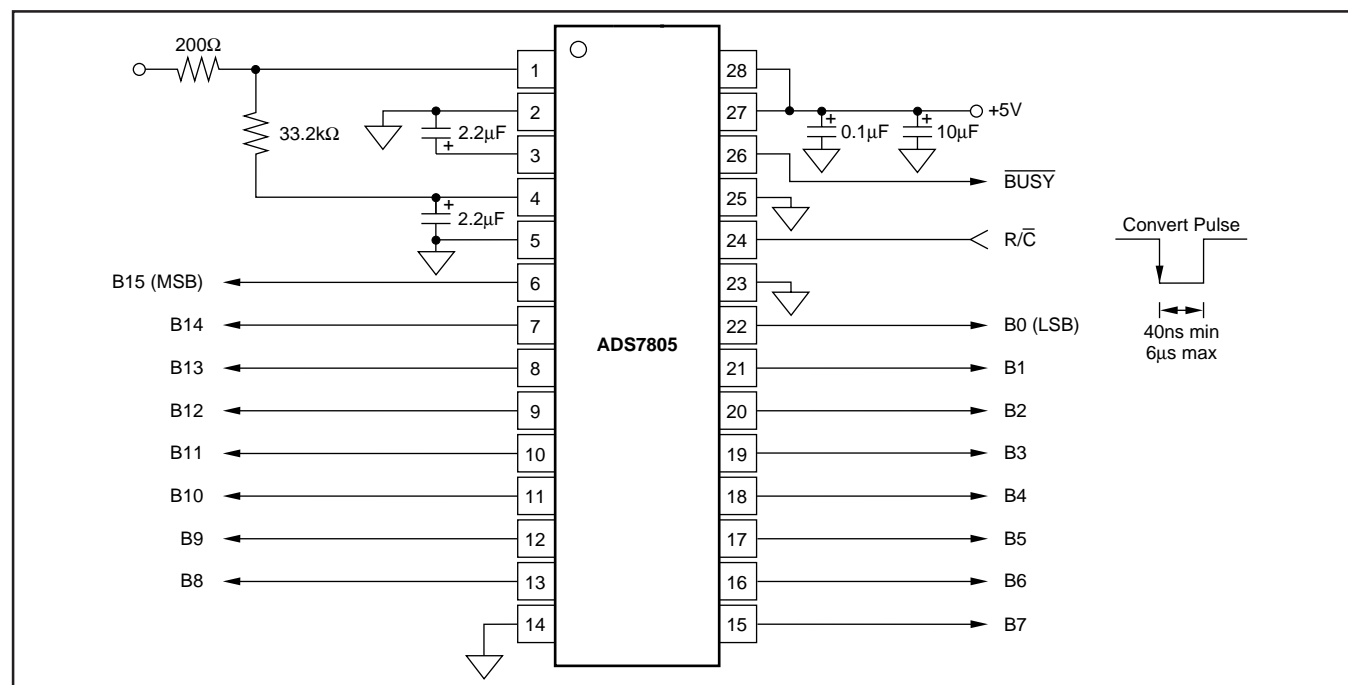 200Ω
33.2kΩ
+
2.2μF
+
2.2μF
1
2
3
4
5
6
7
8
9
10
11
12
13
14
B15 (MSB)
B14
B13
B12
B11
B10
B9
B8
ADS7805
28
27
26
25
24
23
22
21
20
19
18
17
16
15
+5V
+
0.1μF
+
10μF
B̅U̅S̅Y̅
R/C̅
B0 (LSB)
B1
B2
B3
B4
B5
B6
B7
Convert Pulse
40ns min
6μs max